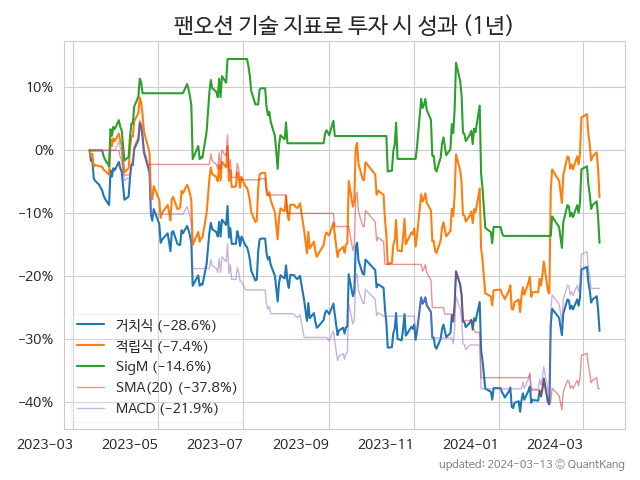 팬오션 기술 지표로 투자 시 성과 (1년)
10%
0%
−10%
−20%
−30%
−40%
거치식 (−28.6%)
적립식 (−7.4%)
SigM (−14.6%)
SMA(20) (−37.8%)
MACD (−21.9%)
2023-03 2023-05 2023-07 2023-09 2023-11 2024-01 2024-03
updated: 2024-03-13 ⓒ QuantKang